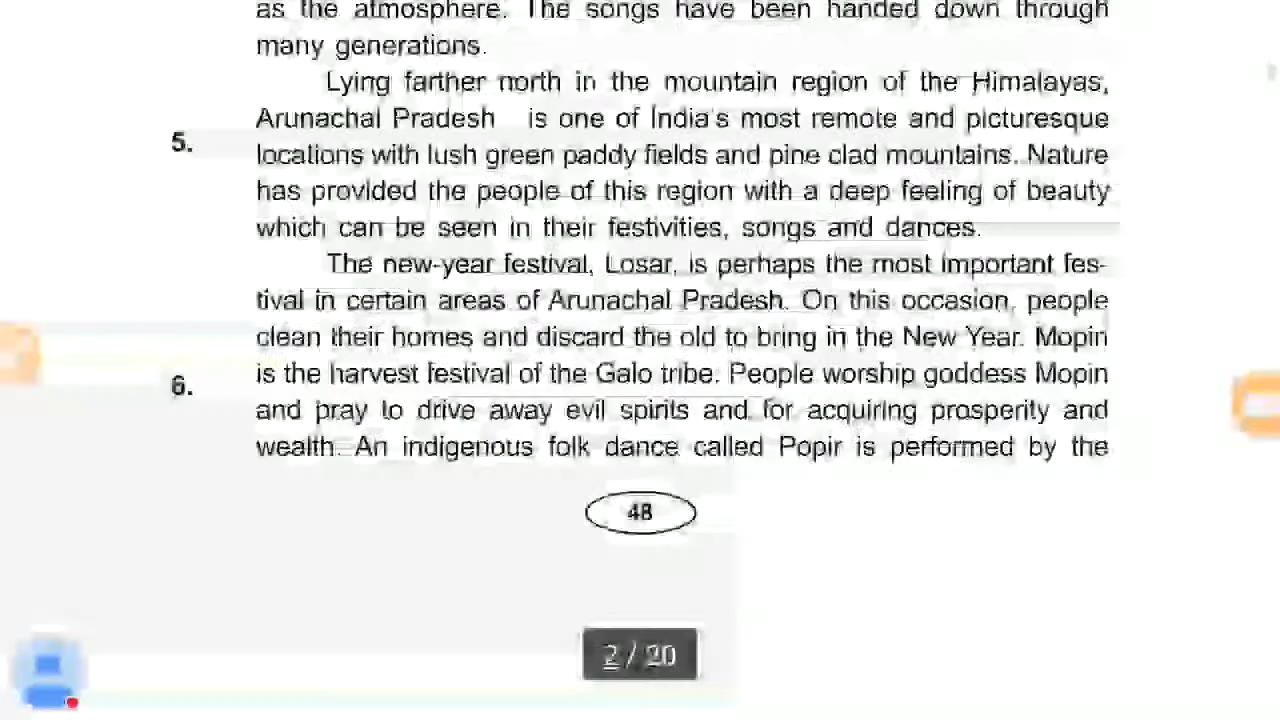 as the atmosphere. The songs have been handed down through
many generations.
Lying farther north in the mountain region of the Himalayas,
5.
Arunachal Pradesh is one of India's most remote and picturesque
locations with lush green paddy fields and pine clad mountains. Nature
has provided the people of this region with a deep feeling of beauty
which can be seen in their festivities, songs and dances.
The new-year festival, Losar, is perhaps the most important fes-
tival in certain areas of Arunachal Pradesh. On this occasion, people
clean their homes and discard the old to bring in the New Year. Mopin
6.
is the harvest festival of the Galo tribe. People worship goddess Mopin
and pray to drive away evil spirits and for acquiring prosperity and
wealth. An indigenous folk dance called Popir is performed by the
48
2 / 20